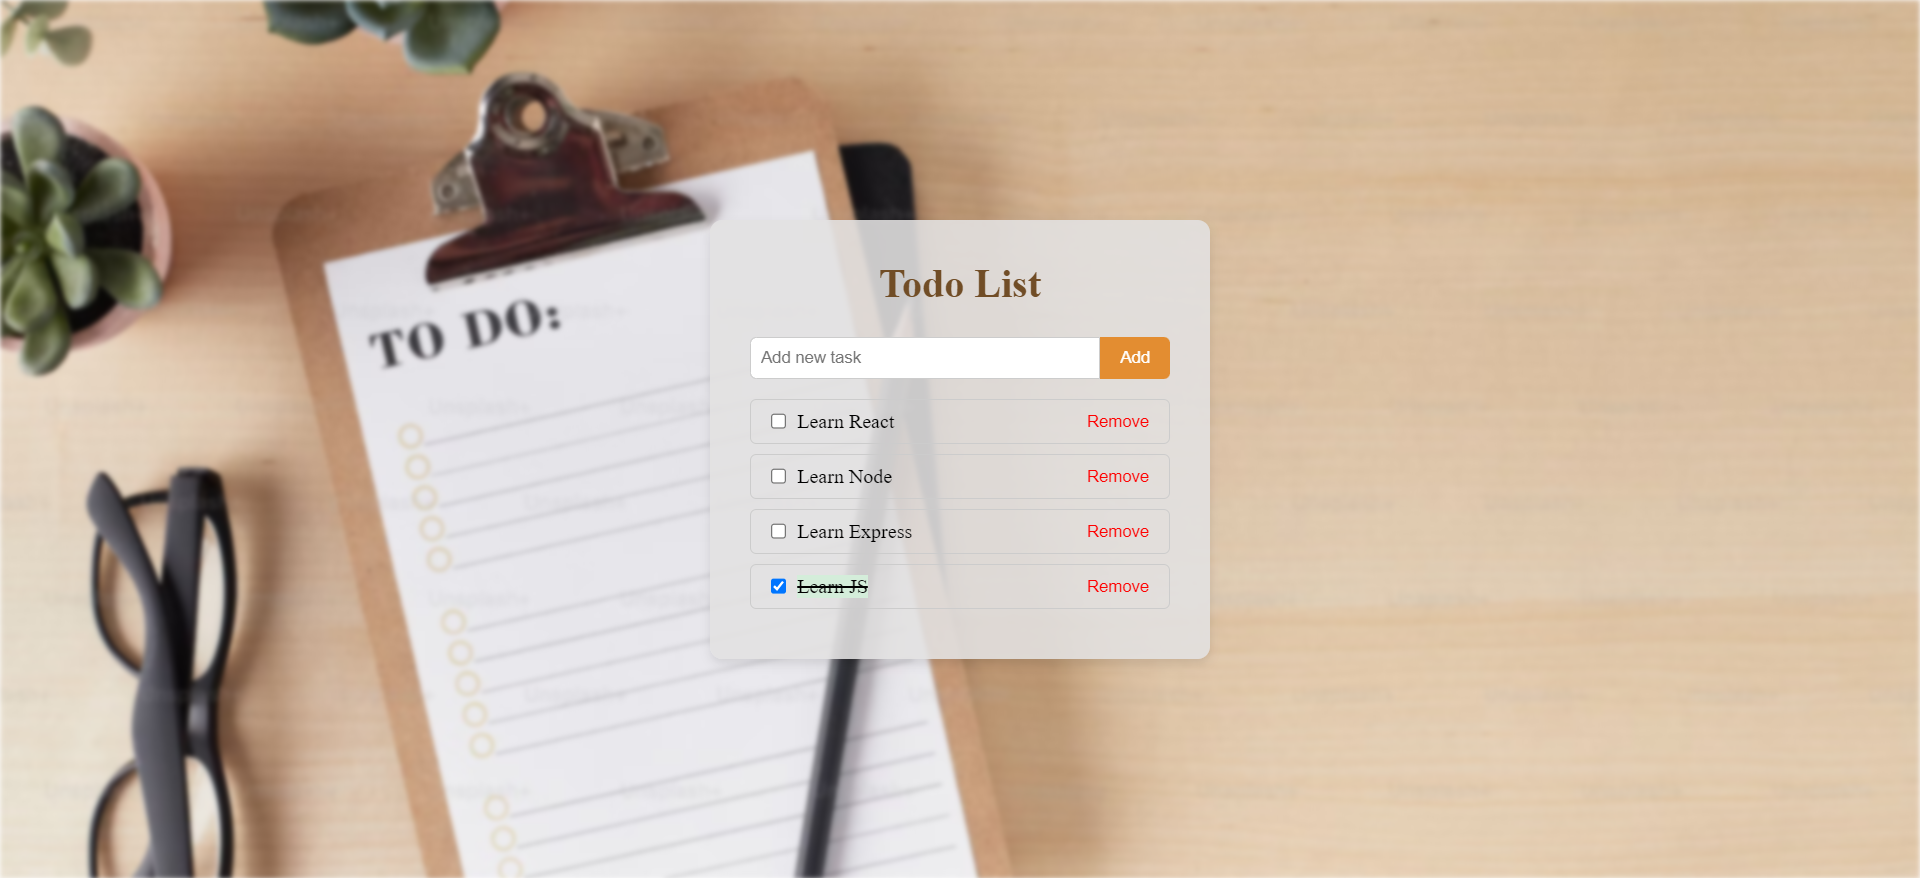 TO DO:
Todo List
Add new task
Add
Learn React
Remove
Learn Node
Remove
Learn Express
Remove
Learn JS
Remove
Unsplash+